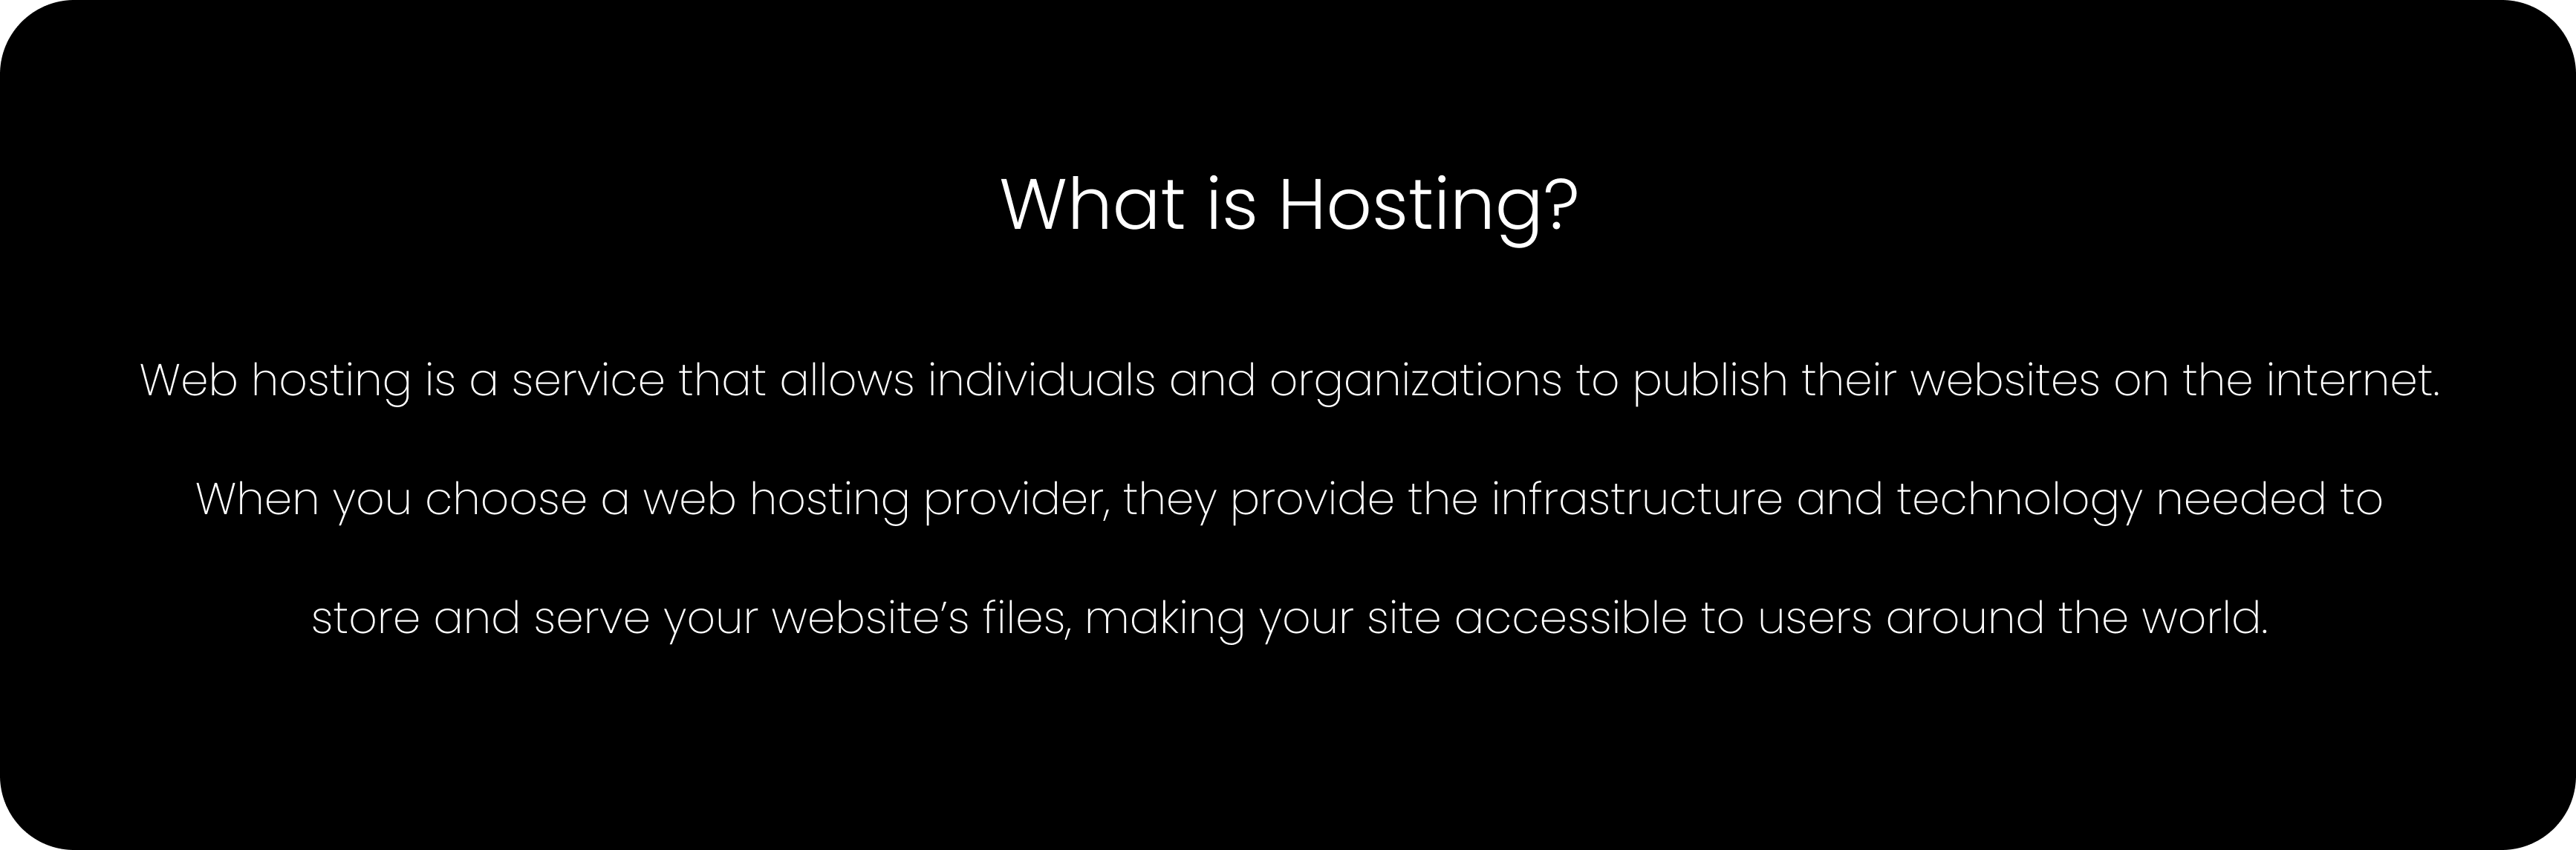 What is Hosting?
Web hosting is a service that allows individuals and organizations to publish their websites on the internet.
When you choose a web hosting provider, they provide the infrastructure and technology needed to
store and serve your website’s files, making your site accessible to users around the world.